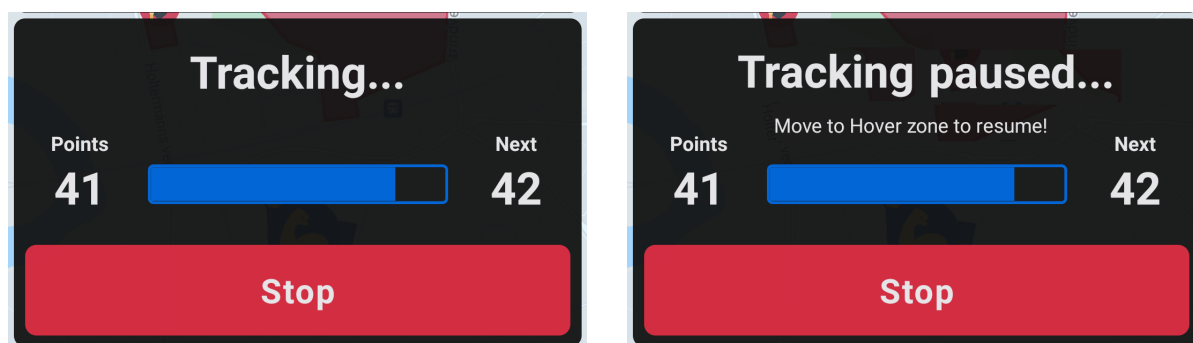 Tracking...
Points
Next
41
42
Stop
Tracking paused...
Move to Hover zone to resume!
Points
Next
41
42
Stop